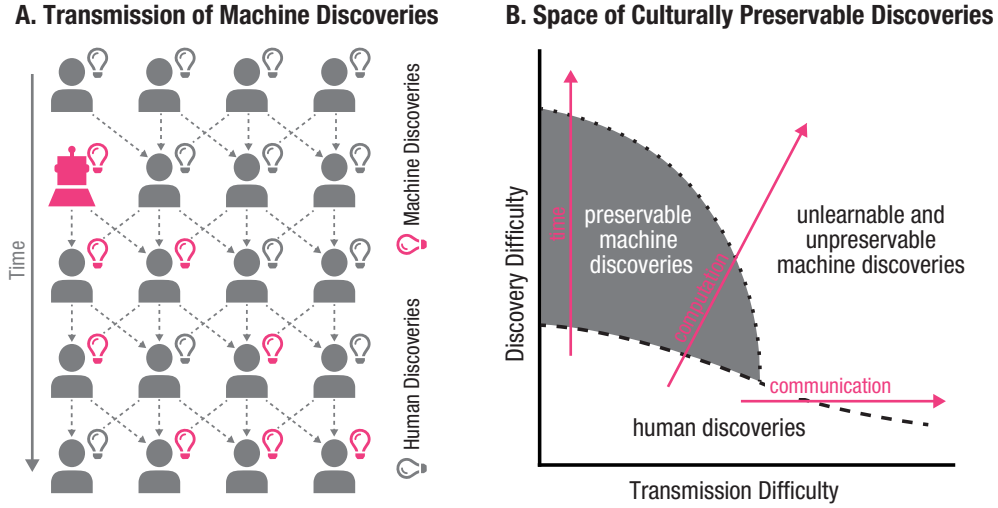 A. Transmission of Machine Discoveries
Time
Machine Discoveries
Human Discoveries
B. Space of Culturally Preservable Discoveries
Discovery Difficulty
time
preservable
machine
discoveries
computation
unlearnable and
unpreservable
machine discoveries
communication
human discoveries
Transmission Difficulty